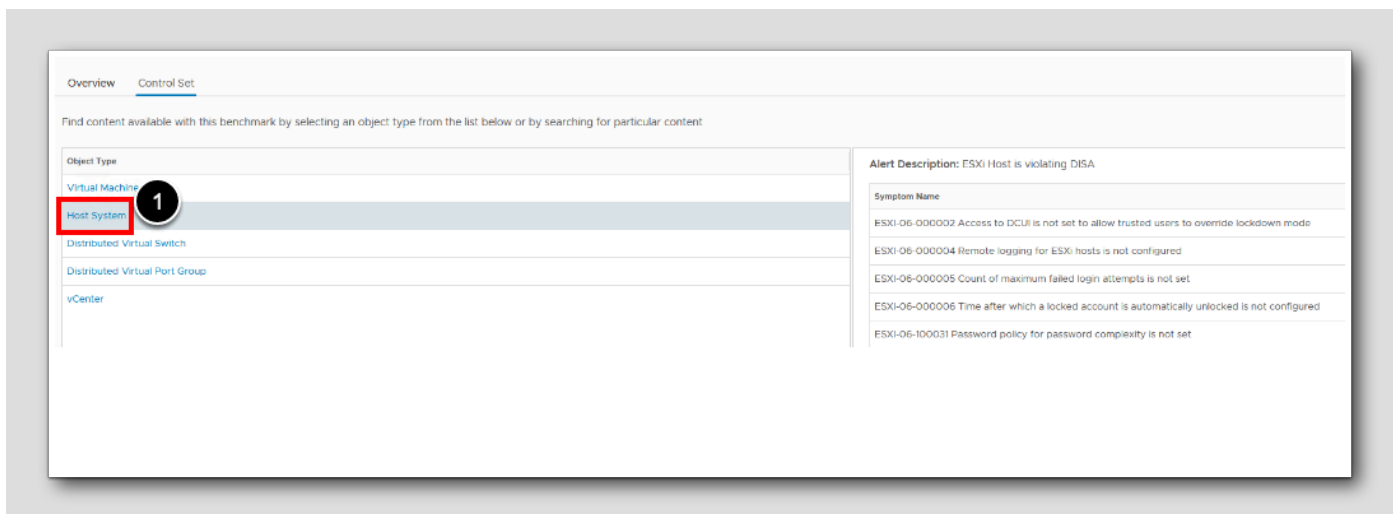 Overview Control Set
Find content available with this benchmark by selecting an object type from the list below or by searching for particular content
Object Type
Virtual Machine
1
Host System
Distributed Virtual Switch
Distributed Virtual Port Group
vCenter
Alert Description: ESXi Host is violating DISA
Symptom Name
ESXI-06-000002 Access to DCUI is not set to allow trusted users to override lockdown mode
ESXI-06-000004 Remote logging for ESXi hosts is not configured
ESXI-06-000005 Count of maximum failed login attempts is not set
ESXI-06-000006 Time after which a locked account is automatically unlocked is not configured
ESXI-06-100031 Password policy for password complexity is not set